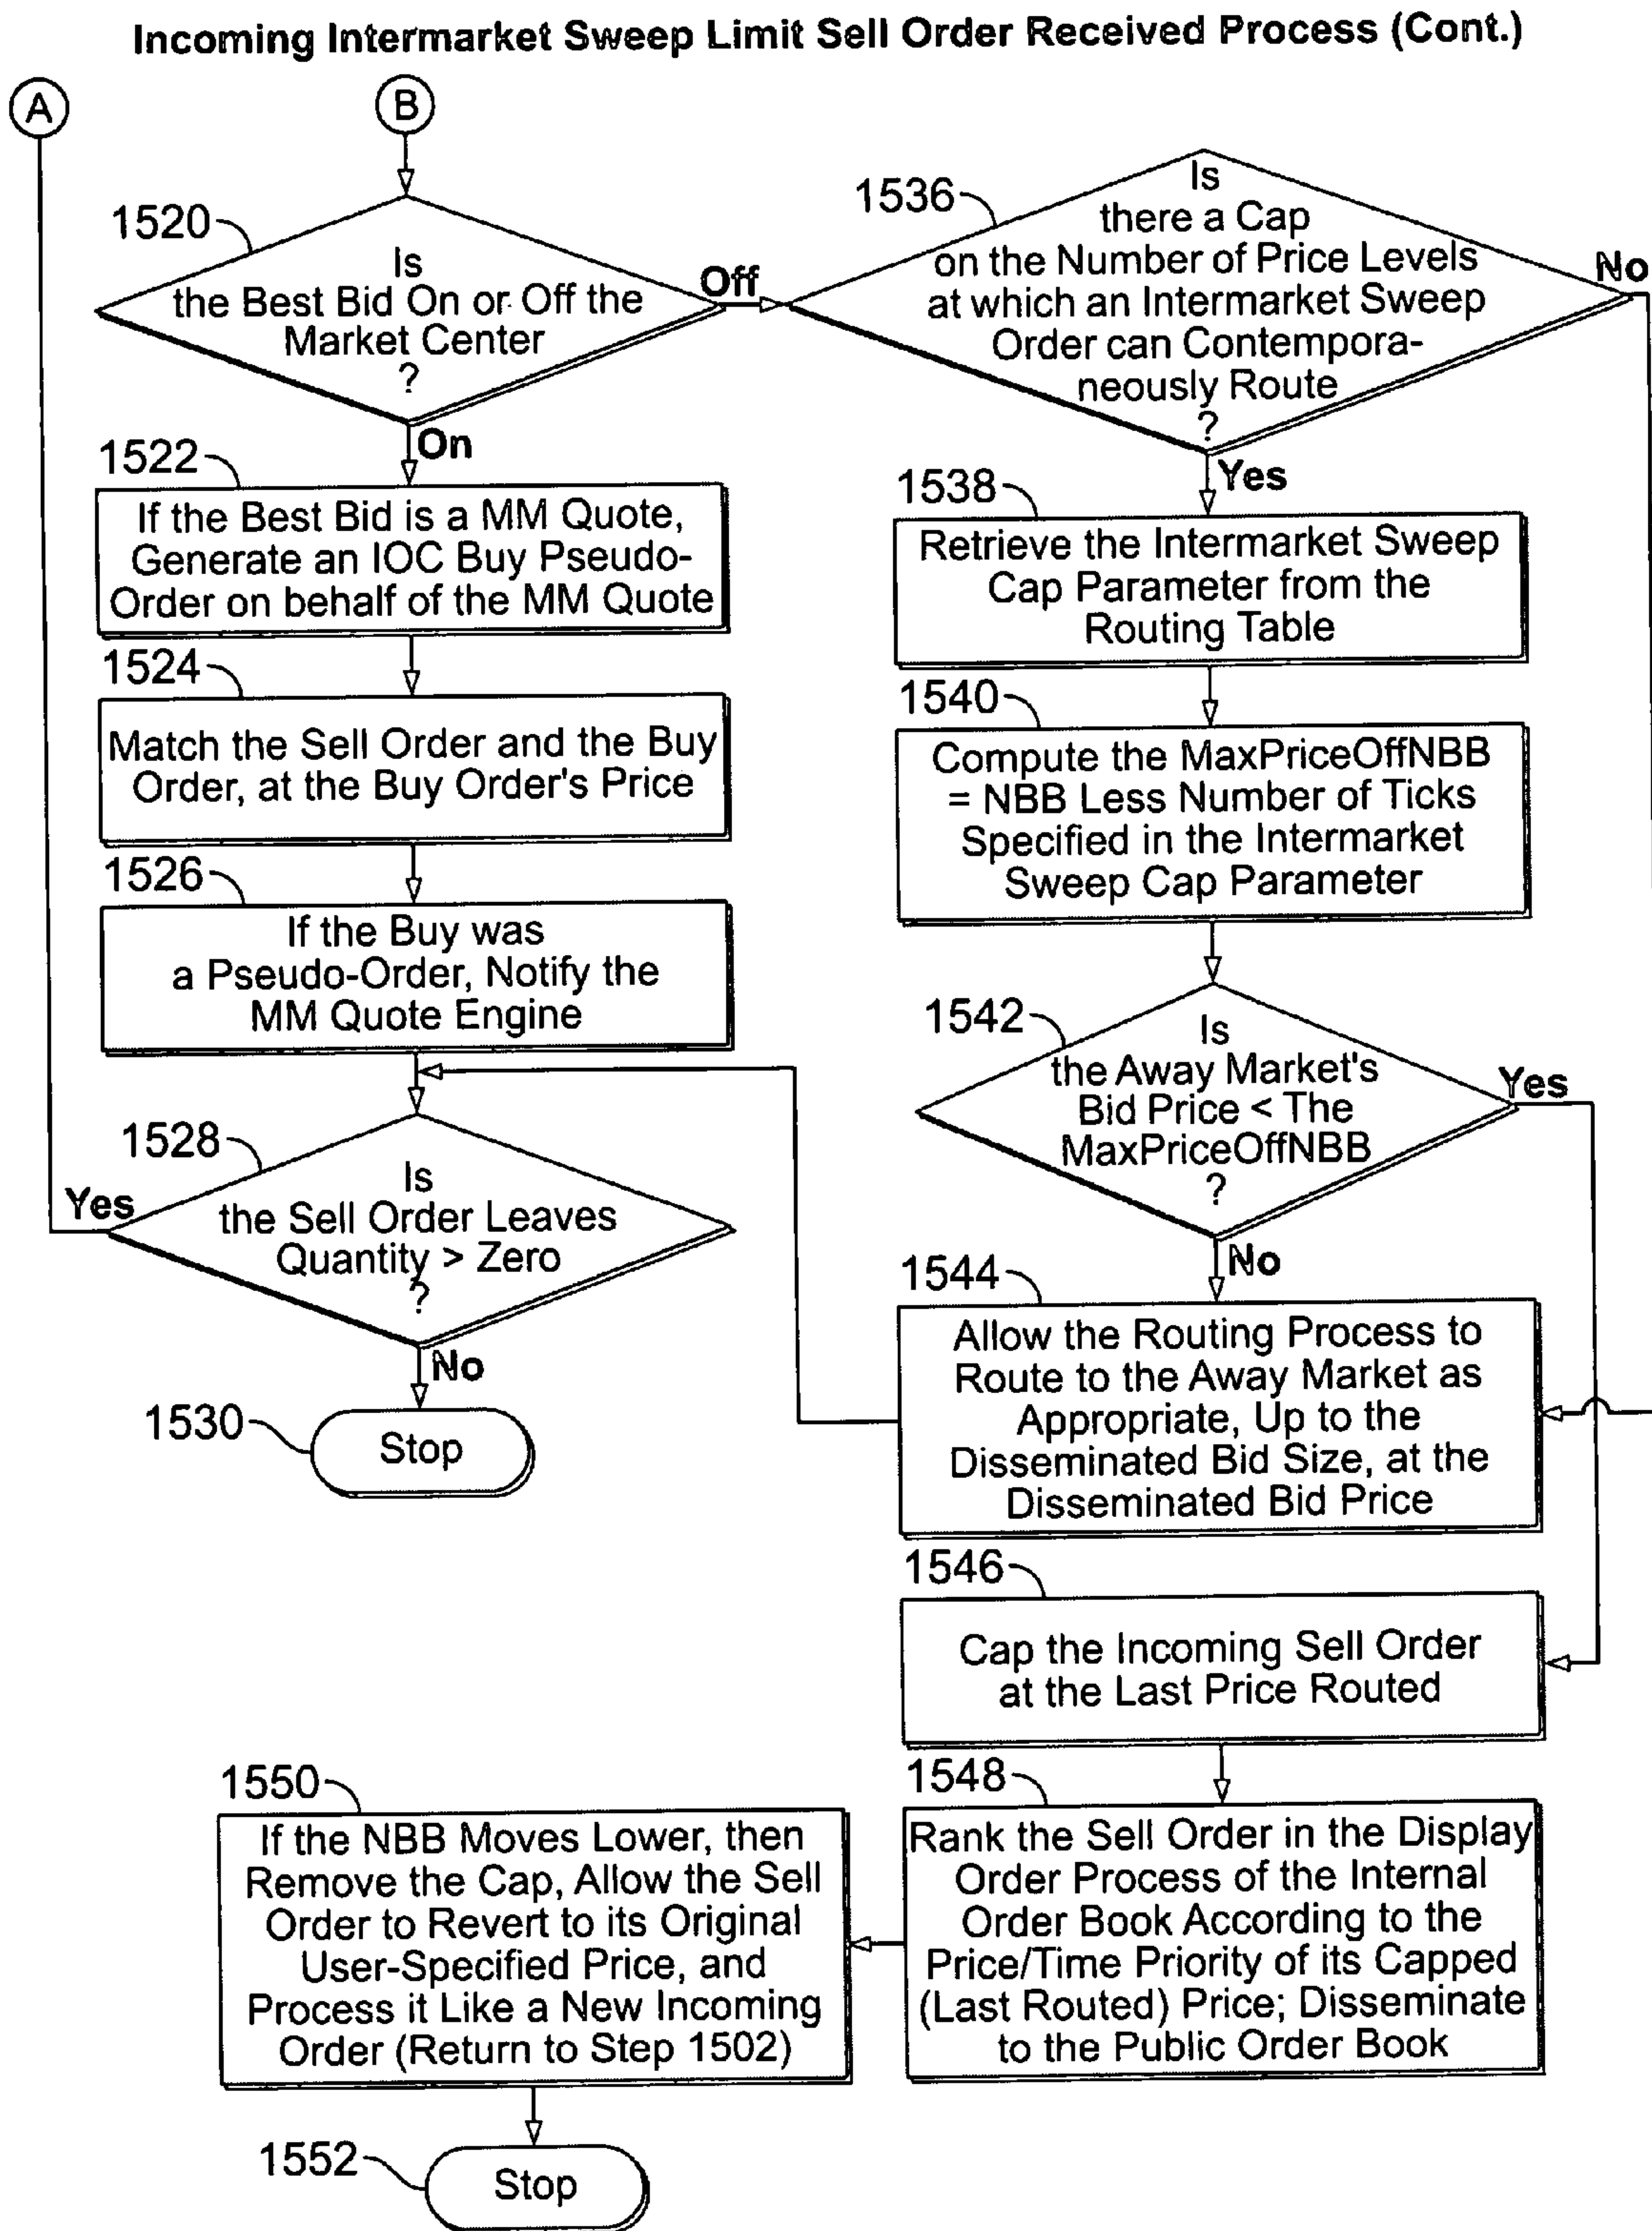 Incoming Intermarket Sweep Limit Sell Order Received Process (Cont.)
A
B
1520
Is
the Best Bid On or Off the
Market Center
?
Off
On
1522
If the Best Bid is a MM Quote,
Generate an IOC Buy Pseudo-
Order on behalf of the MM Quote
1524
Match the Sell Order and the Buy
Order, at the Buy Order's Price
1526
If the Buy was
a Pseudo-Order, Notify the
MM Quote Engine
1528
Is
the Sell Order Leaves
Quantity > Zero
?
Yes
No
1530
Stop
1536
Is
there a Cap
on the Number of Price Levels
at which an Intermarket Sweep
Order can Contempora-
neously Route
?
No
Yes
1538
Retrieve the Intermarket Sweep
Cap Parameter from the
Routing Table
1540
Compute the MaxPriceOffNBB
= NBB Less Number of Ticks
Specified in the Intermarket
Sweep Cap Parameter
1542
Is
the Away Market's
Bid Price < The
MaxPriceOffNBB
?
Yes
No
1544
Allow the Routing Process to
Route to the Away Market as
Appropriate, Up to the
Disseminated Bid Size, at the
Disseminated Bid Price
1546
Cap the Incoming Sell Order
at the Last Price Routed
1548
Rank the Sell Order in the Display
Order Process of the Internal
Order Book According to the
Price/Time Priority of its Capped
(Last Routed) Price; Disseminate
to the Public Order Book
1550
If the NBB Moves Lower, then
Remove the Cap, Allow the Sell
Order to Revert to its Original
User-Specified Price, and
Process it Like a New Incoming
Order (Return to Step 1502)
1552
Stop